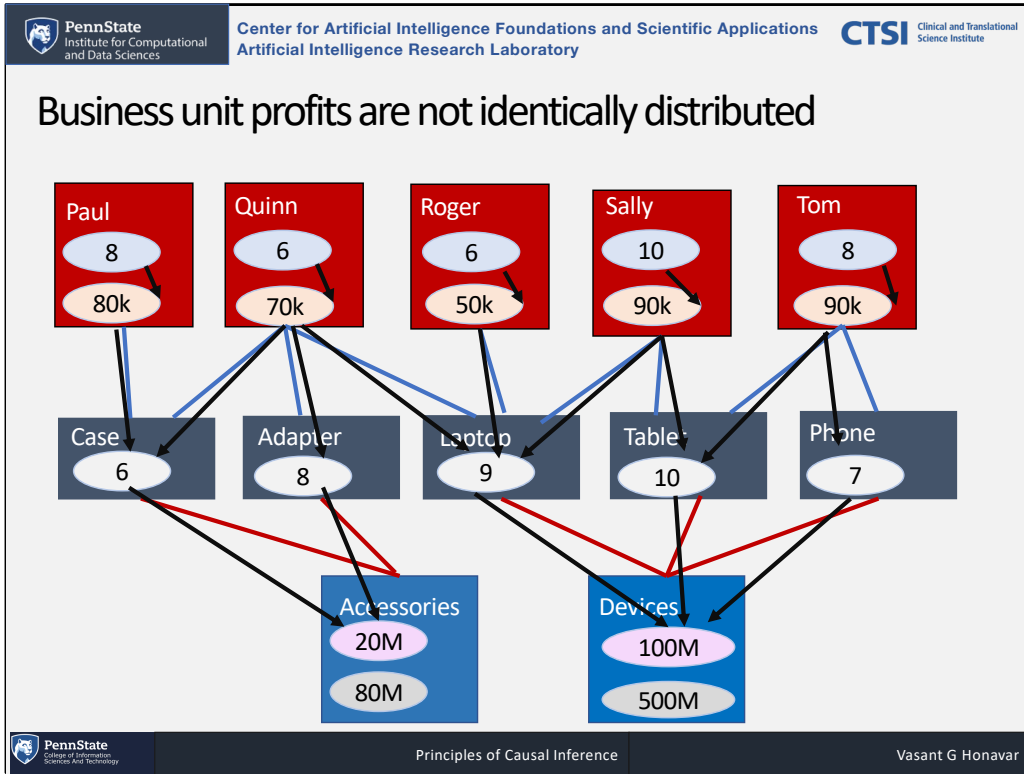 PennState
Institute for Computational
and Data Sciences
Center for Artificial Intelligence Foundations and Scientific Applications
Artificial Intelligence Research Laboratory
CTSI
Clinical and Translational
Science Institute
Business unit profits are not identically distributed
Paul
Quinn
Roger
Sally
Tom
8
6
6
10
8
80k
70k
50k
90k
90k
Case
Adapter
Laptop
Tablet
Phone
6
8
9
10
7
Accessories
Devices
20M
100M
80M
500M
PennState
College of Information
Sciences And Technology
Principles of Causal Inference
Vasant G Honavar